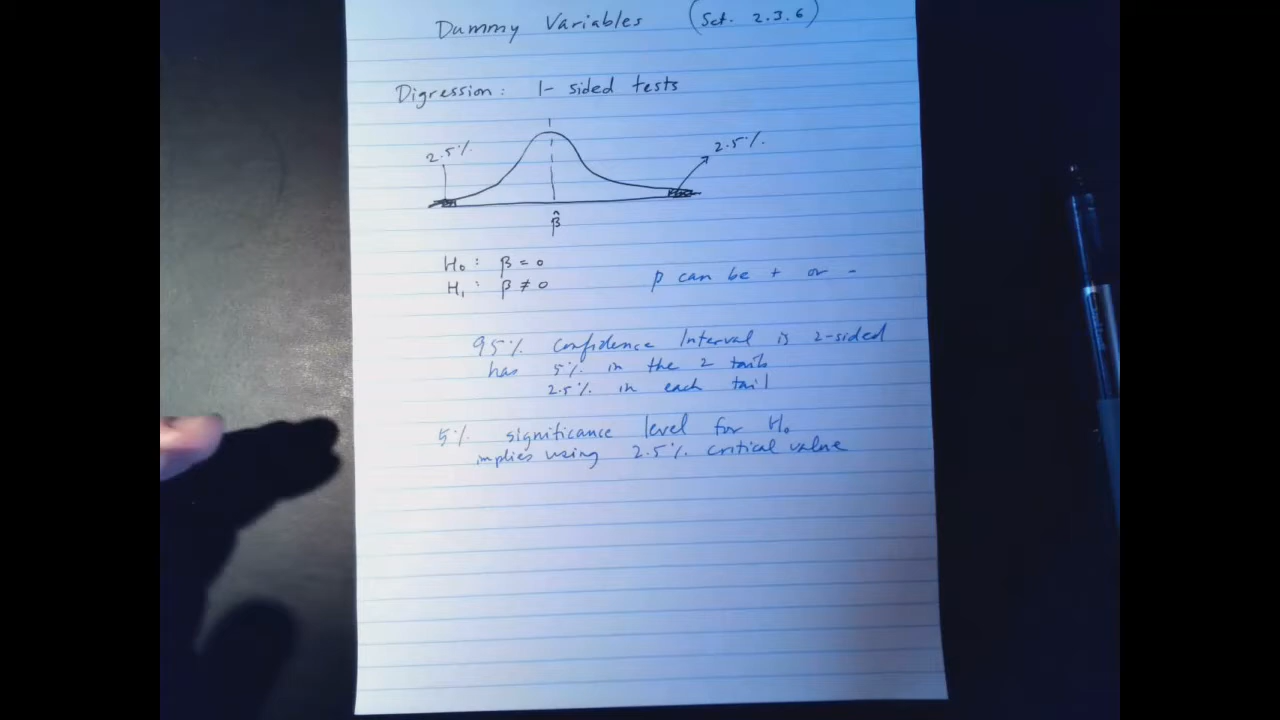 Dummy Variables (Sct. 2.3.6)
Digression: 1-sided tests
2.5%
2.5%
β̂
H₀: β = 0
H₁: β ≠ 0
β can be + or -
95% Confidence Interval is 2-sided
has 5% in the 2 tails
2.5% in each tail
5% significance level for H₀
implies using 2.5% critical value